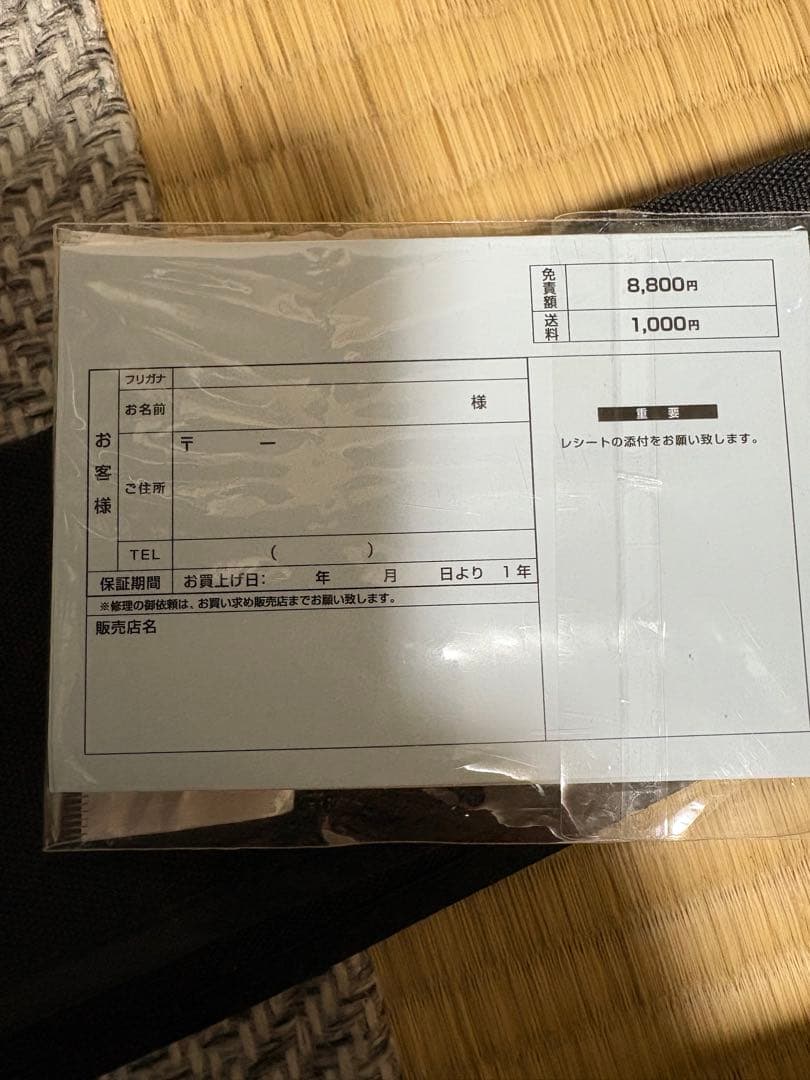 免責額 8,800円
送料 1,000円
お客様
フリガナ
お名前 様
ご住所 〒 ー
TEL ( )
保証期間 お買上げ日: 年 月 日より 1年
※修理の御依頼は、お買い求め販売店までお願い致します。
販売店名
重要
レシートの添付をお願い致します。